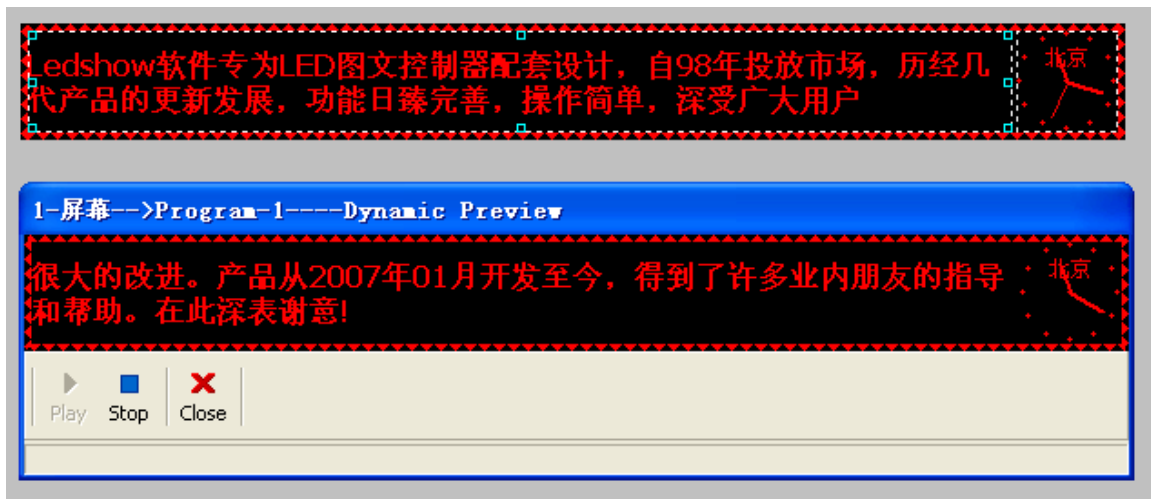 Ledshow软件专为LED图文控制器配套设计，自98年投放市场，历经几
代产品的更新发展，功能日臻完善，操作简单，深受广大用户
北京
1-屏幕-->Program-1----Dynamic Preview
很大的改进。产品从2007年01月开发至今，得到了许多业内朋友的指导
和帮助。在此深表谢意!
北京
Play Stop Close